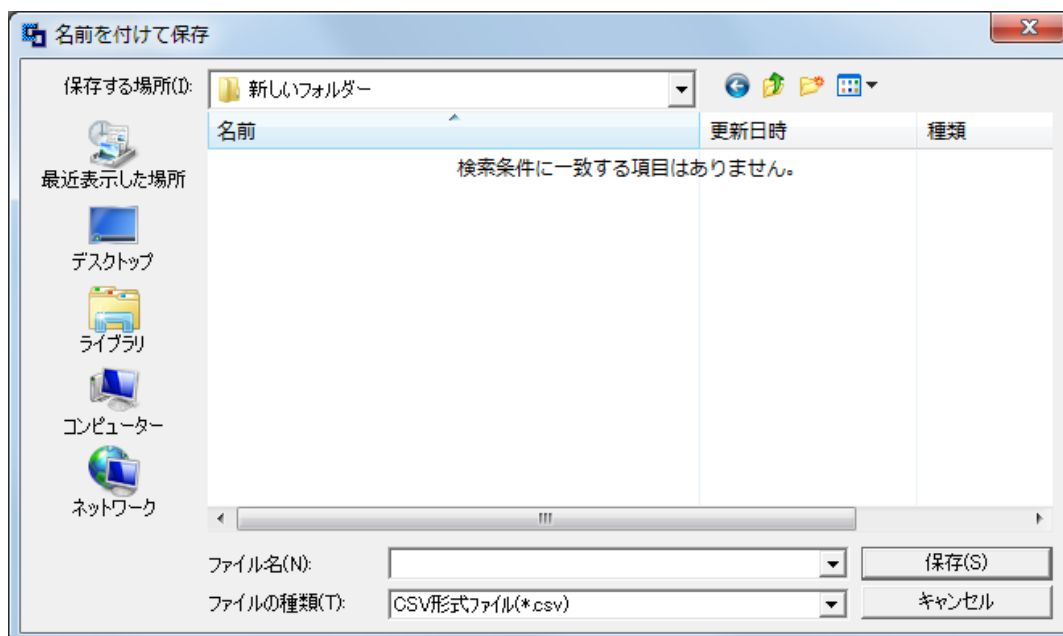 名前を付けて保存
保存する場所(I):
新しいフォルダー
名前 更新日時 種類
検索条件に一致する項目はありません。
最近表示した場所
デスクトップ
ライブラリ
コンピューター
ネットワーク
ファイル名(N):
保存(S)
ファイルの種類(T):
CSV形式ファイル(*.csv)
キャンセル